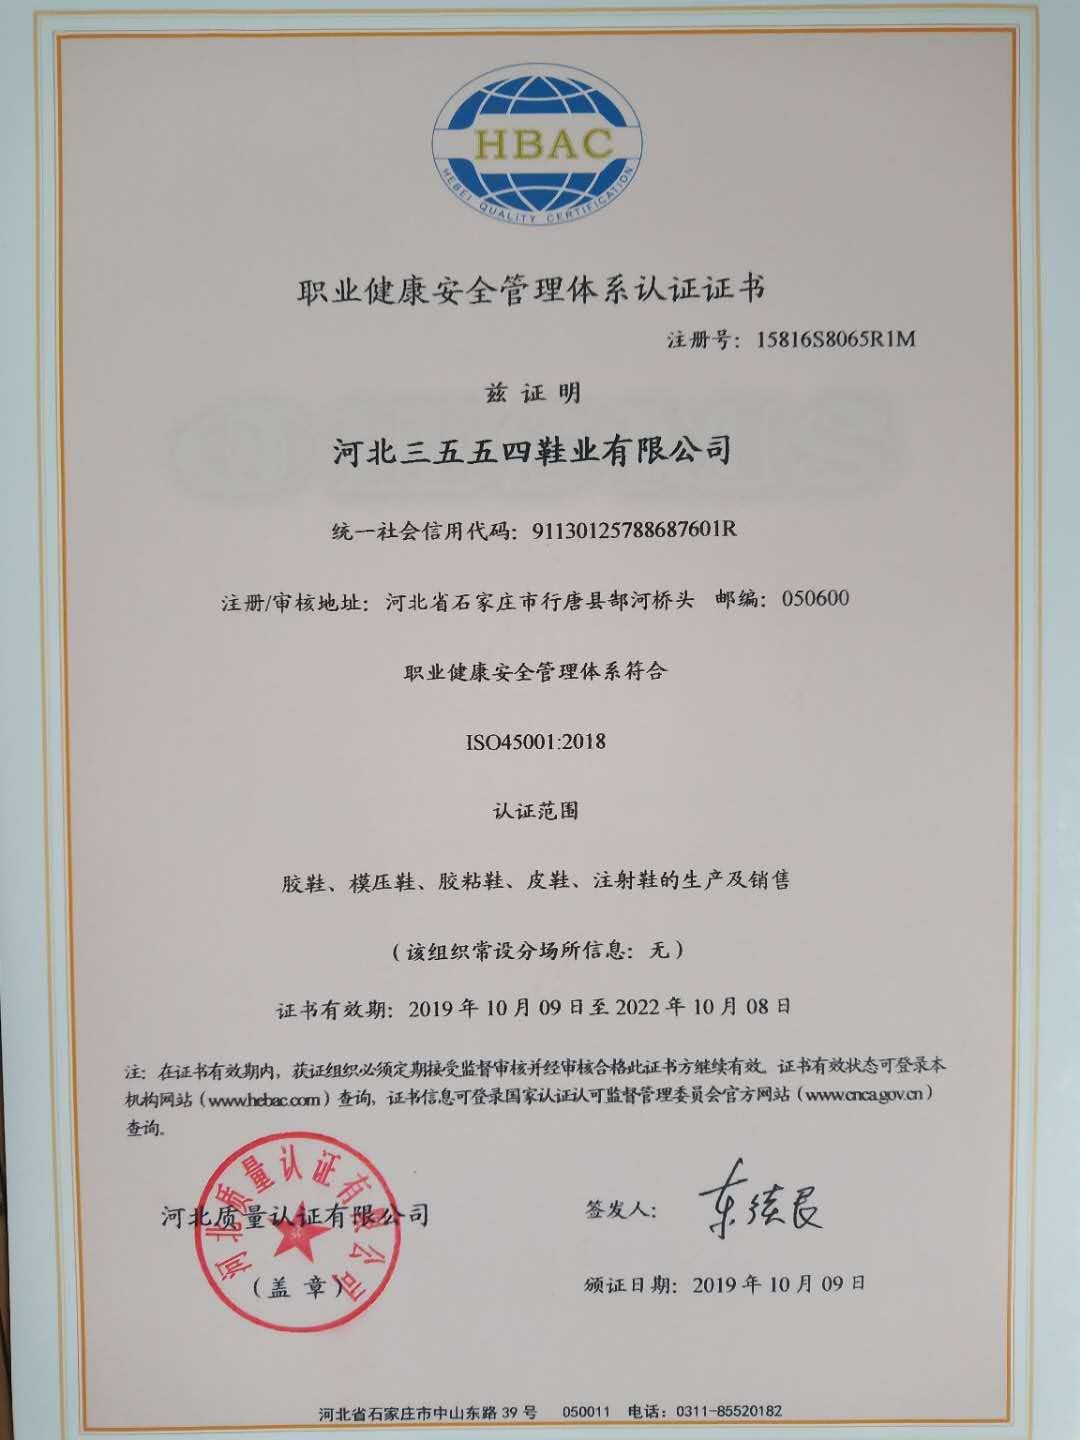 HBAC
HEBEI QUALITY CERTIFICATION
职业健康安全管理体系认证证书
注册号：15816S8065R1M
兹证明
河北三五五四鞋业有限公司
统一社会信用代码：91130125788687601R
注册/审核地址：河北省石家庄市行唐县郜河桥头 邮编：050600
职业健康安全管理体系符合
ISO45001:2018
认证范围
胶鞋、模压鞋、胶粘鞋、皮鞋、注射鞋的生产及销售
（该组织常设分场所信息：无）
证书有效期：2019年10月09日至2022年10月08日
注：在证书有效期内，获证组织必须定期接受监督审核并经审核合格此证书方继续有效。证书有效状态可登录本
机构网站（www.hebac.com）查询，证书信息可登录国家认证认可监督管理委员会官方网站（www.cnca.gov.cn）
查询。
河北质量认证有限公司
河北质量认证有限公司
（盖章）
签发人：
颁证日期：2019年10月09日
河北省石家庄市中山东路39号 050011 电话：0311-85520182